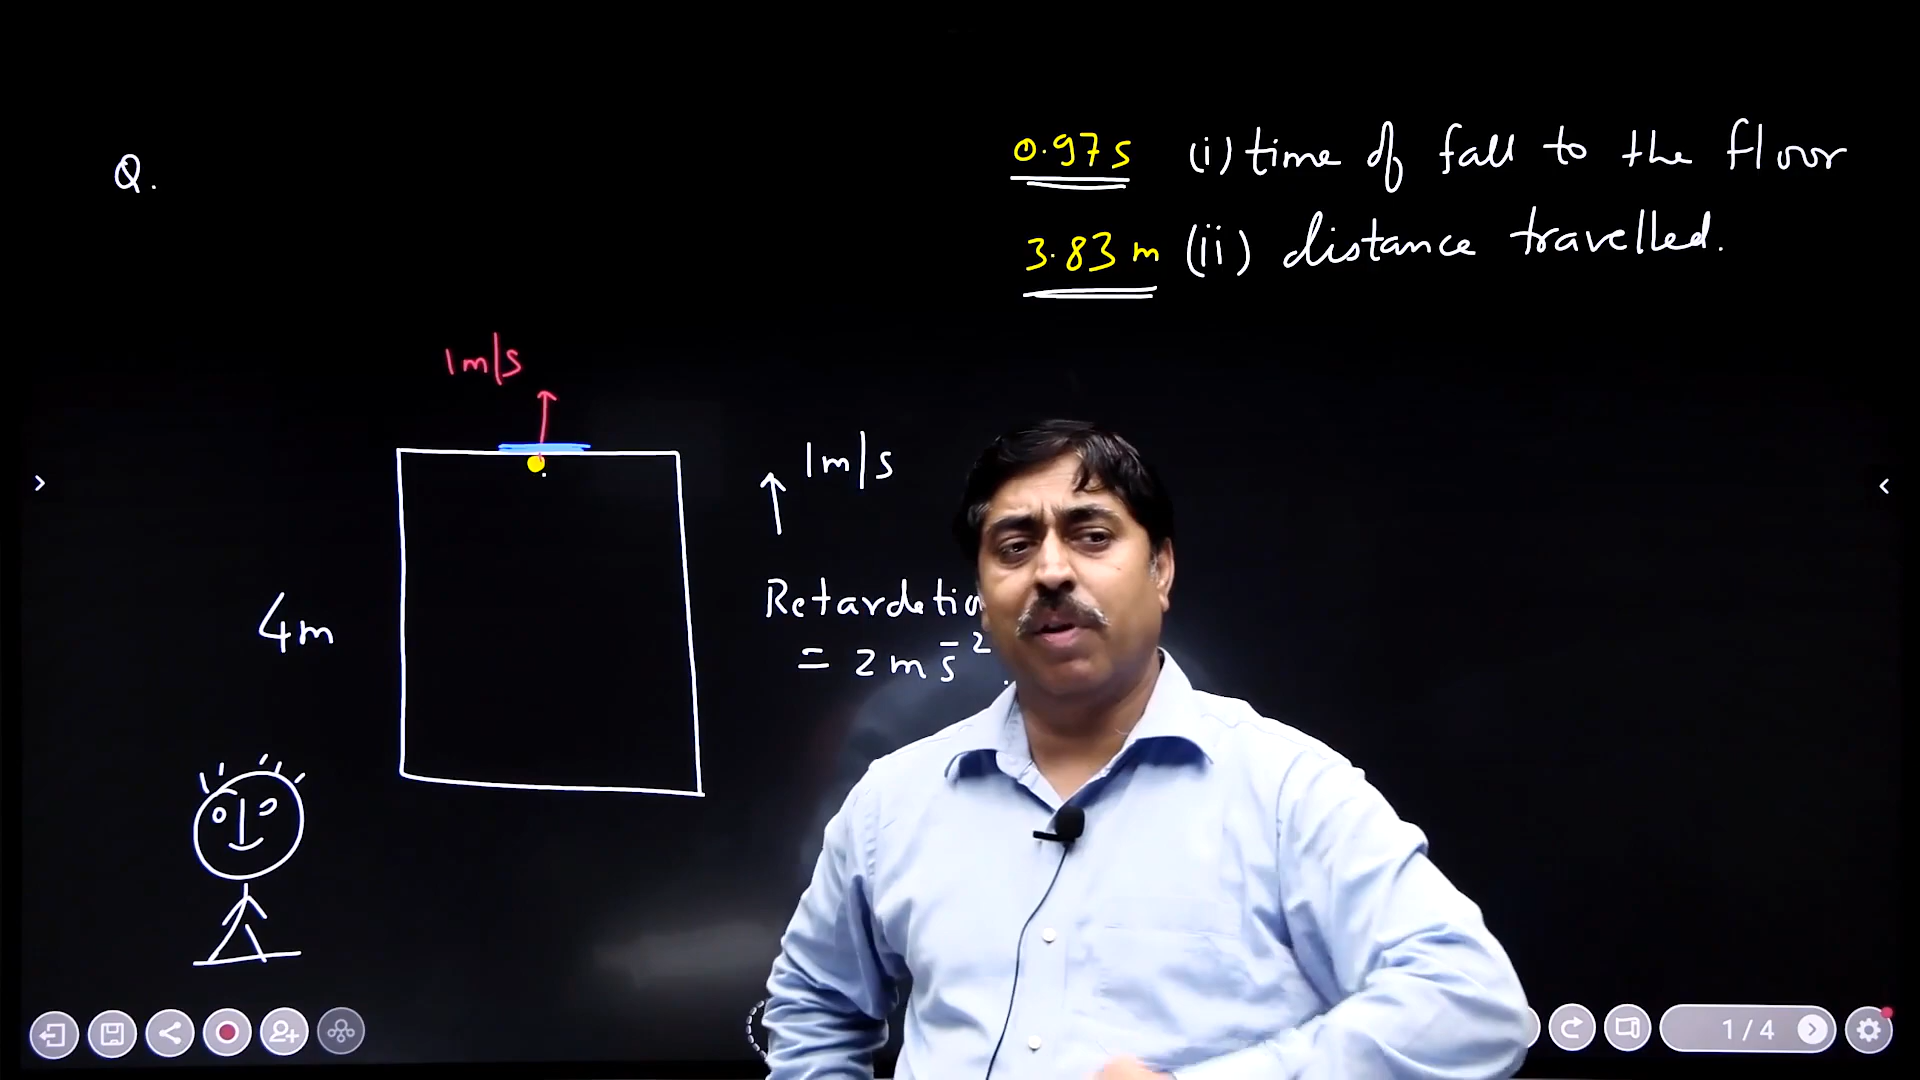 Q.
0.97 s (i) time of fall to the floor
3.83 m (ii) distance travelled.
1m/s
1m/s
4m
Retardatio
= 2 m s⁻².
1 / 4